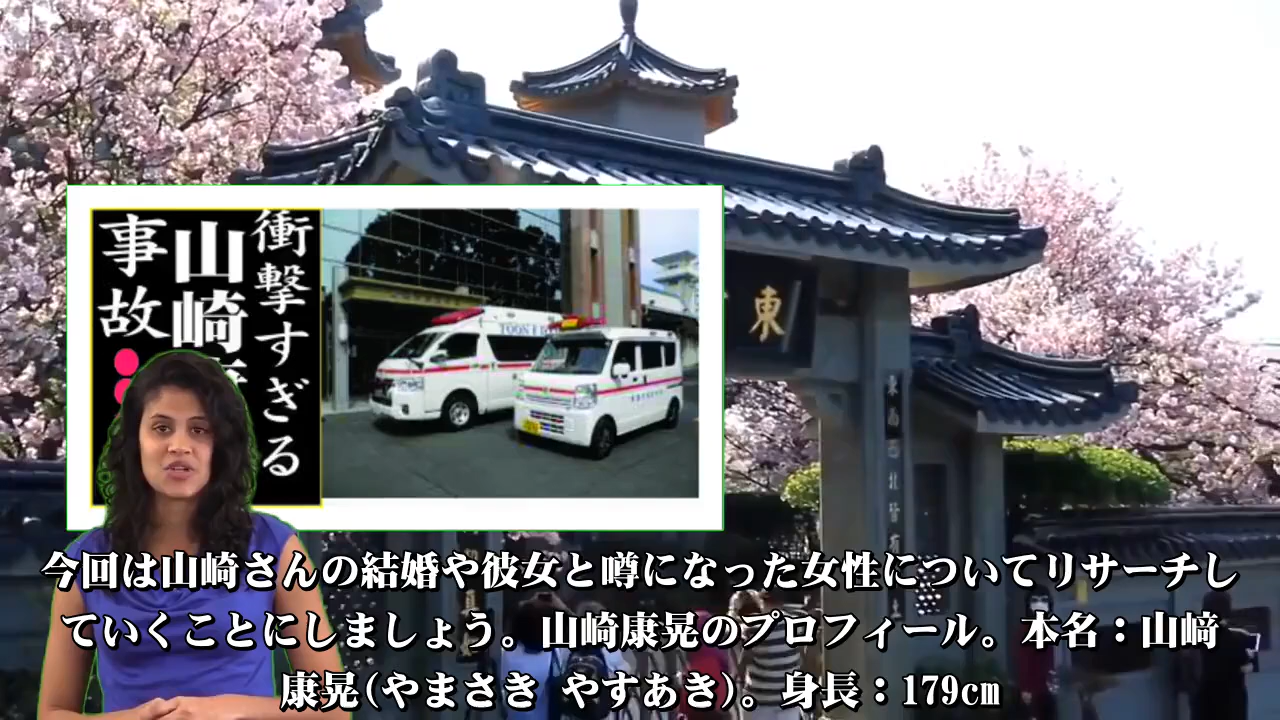 衝撃すぎる
山崎
事故
TOON F
東
今回は山崎さんの結婚や彼女と噂になった女性についてリサーチし
ていくことにしましょう。山崎康晃のプロフィール。本名：山﨑
康晃(やまさき やすあき)。身長：179cm